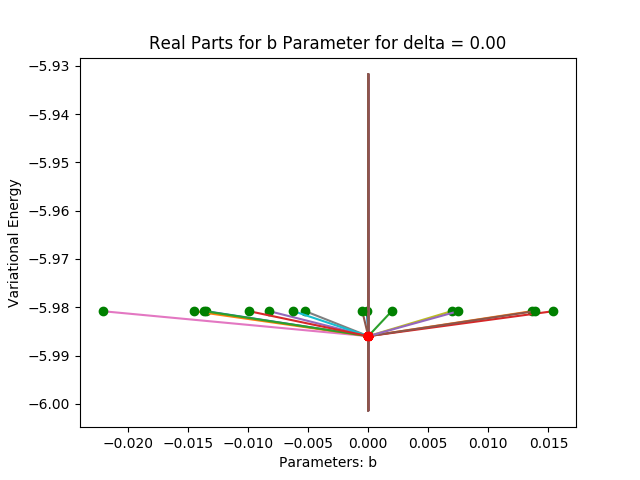 Real Parts for b Parameter for delta = 0.00
Variational Energy
−5.93
−5.94
−5.95
−5.96
−5.97
−5.98
−5.99
−6.00
−0.020 −0.015 −0.010 −0.005 0.000 0.005 0.010 0.015
Parameters: b